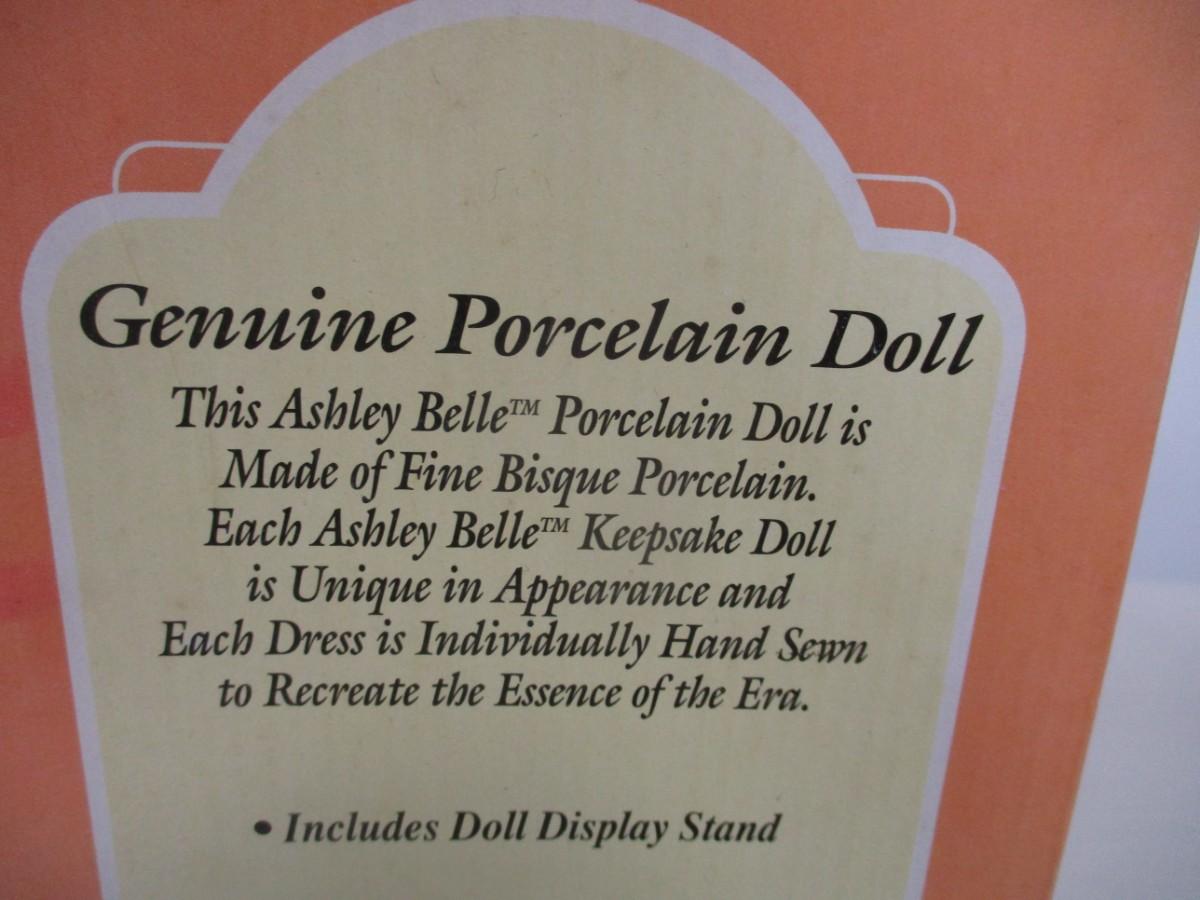 Genuine Porcelain Doll
This Ashley Belle™ Porcelain Doll is
Made of Fine Bisque Porcelain.
Each Ashley Belle™ Keepsake Doll
is Unique in Appearance and
Each Dress is Individually Hand Sewn
to Recreate the Essence of the Era.
• Includes Doll Display Stand